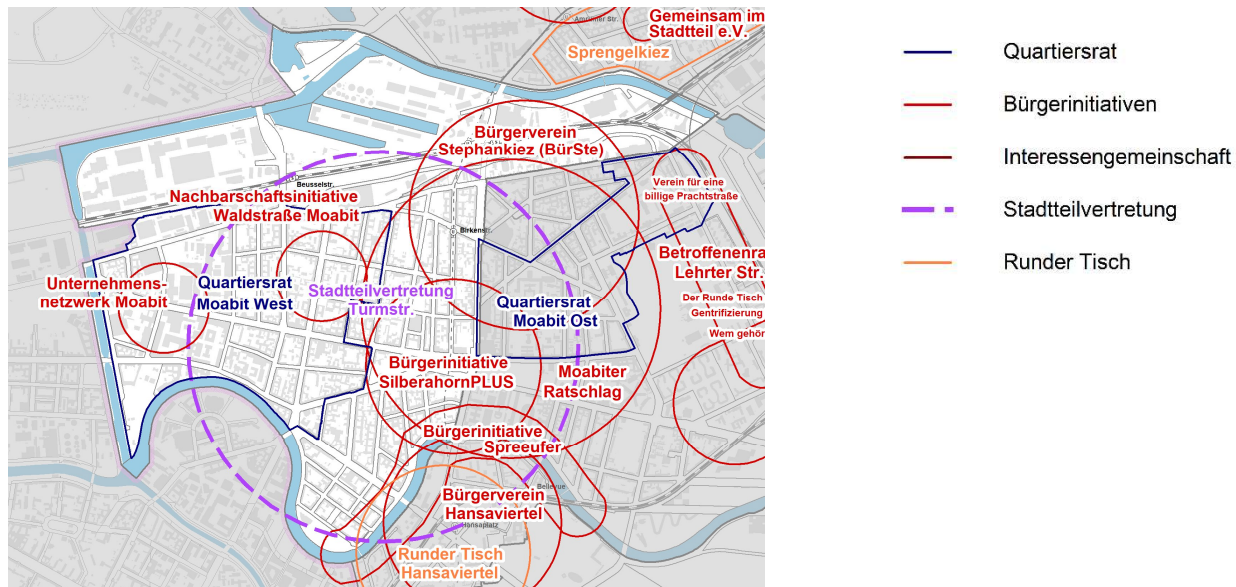 Amrumer Str.
Gemeinsam im
Stadtteil e.V.
Sprengelkiez
Bürgerverein
Stephankiez (BürSte)
Beusselstr.
Nachbarschaftsinitiative
Waldstraße Moabit
Birkenstr.
Verein für eine
billige Prachtstraße
Betroffenenra
Lehrter Str.
Unternehmens-
netzwerk Moabit
Quartiersrat
Moabit West
Stadtteilvertretung
Turmstr.
Quartiersrat
Moabit Ost
Der Runde Tisch
Gentrifizierung
Wem gehör
Bürgerinitiative
SilberahornPLUS
Moabiter
Ratschlag
Bürgerinitiative
Spreeufer
Bellevue
Bürgerverein
Hansaviertel
Hansaplatz
Runder Tisch
Hansaviertel
Quartiersrat
Bürgerinitiativen
Interessengemeinschaft
Stadtteilvertretung
Runder Tisch